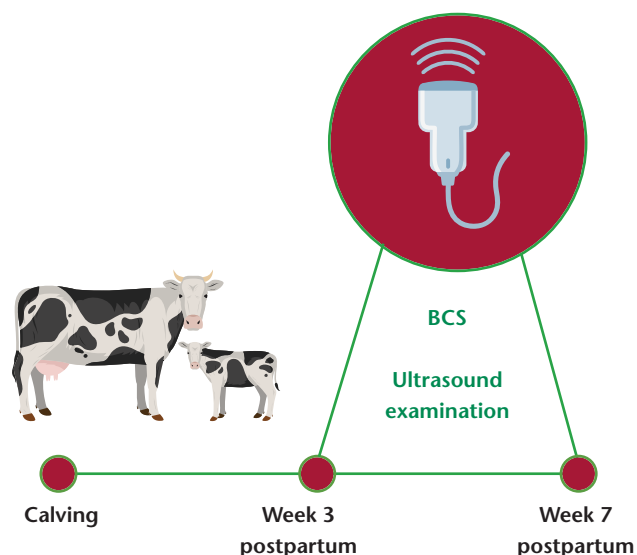 BCS
Ultrasound
examination
Calving
Week 3
postpartum
Week 7
postpartum